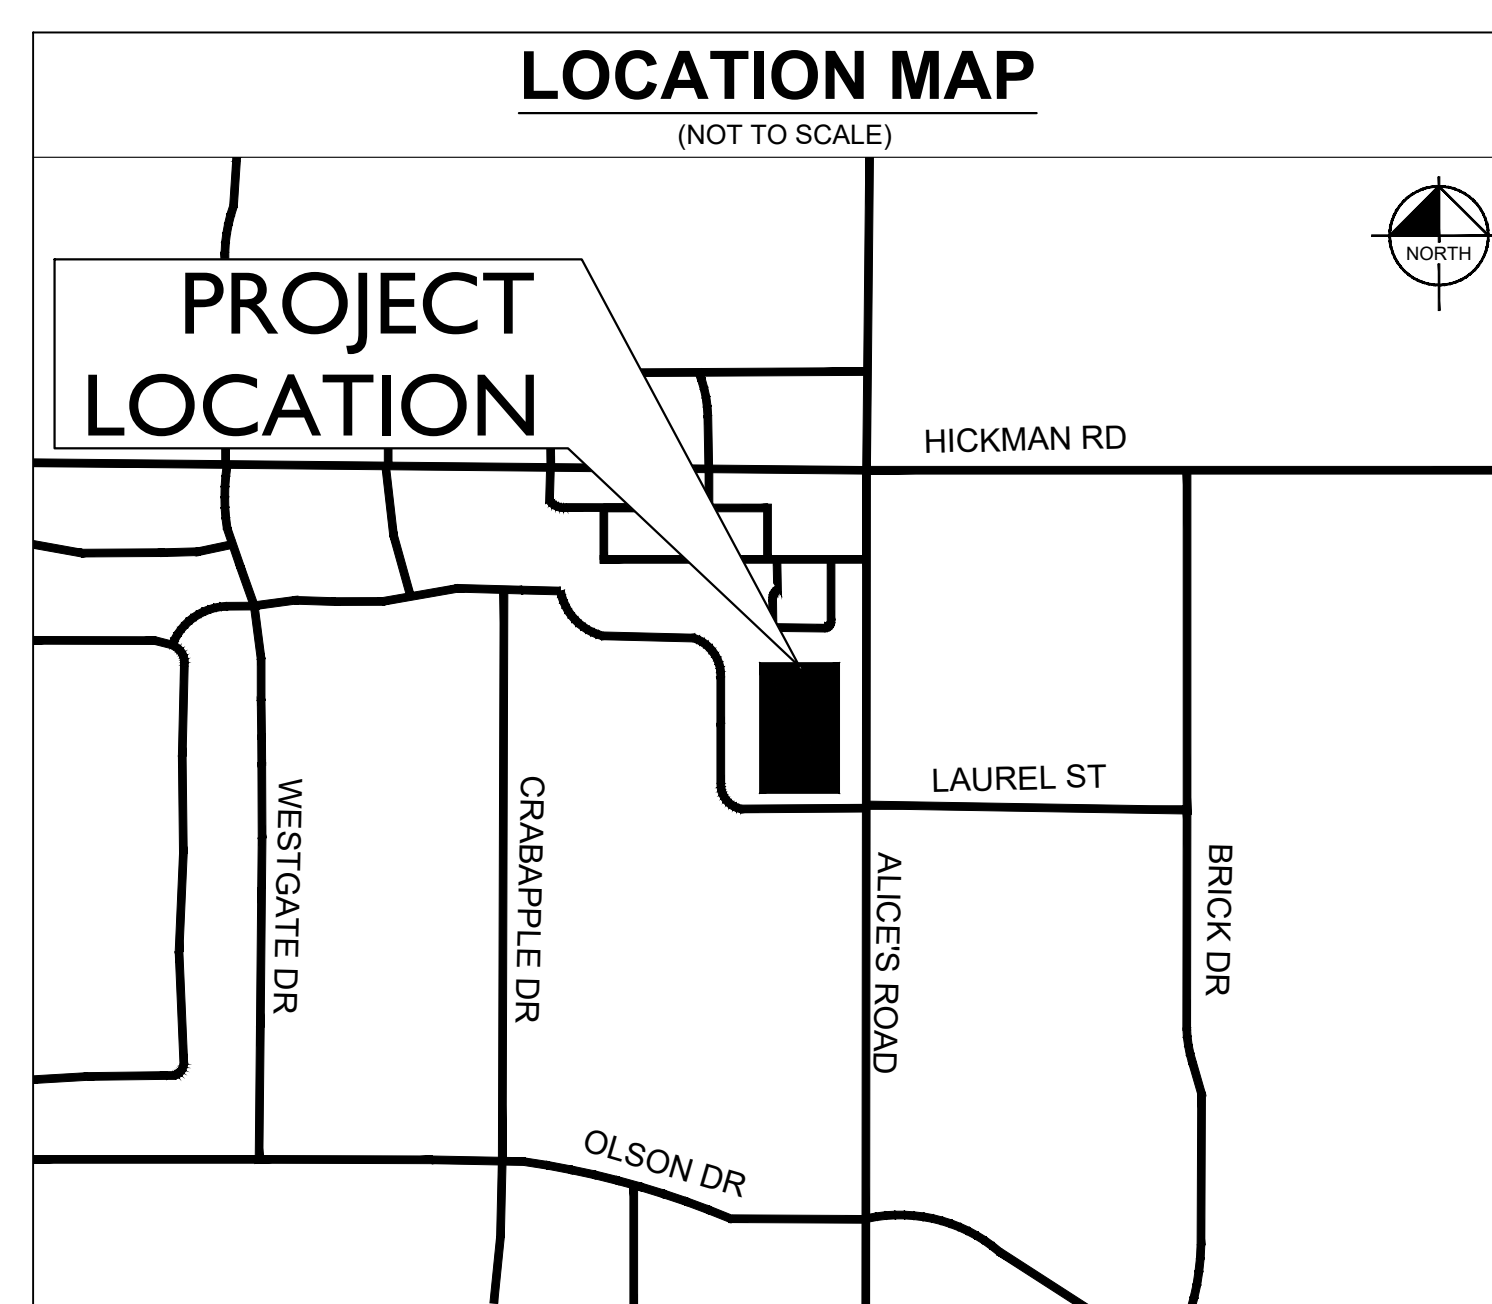 LOCATION MAP
(NOT TO SCALE)
NORTH
PROJECT
LOCATION
HICKMAN RD
LAUREL ST
WESTGATE DR
CRABAPPLE DR
ALICE'S ROAD
BRICK DR
OLSON DR